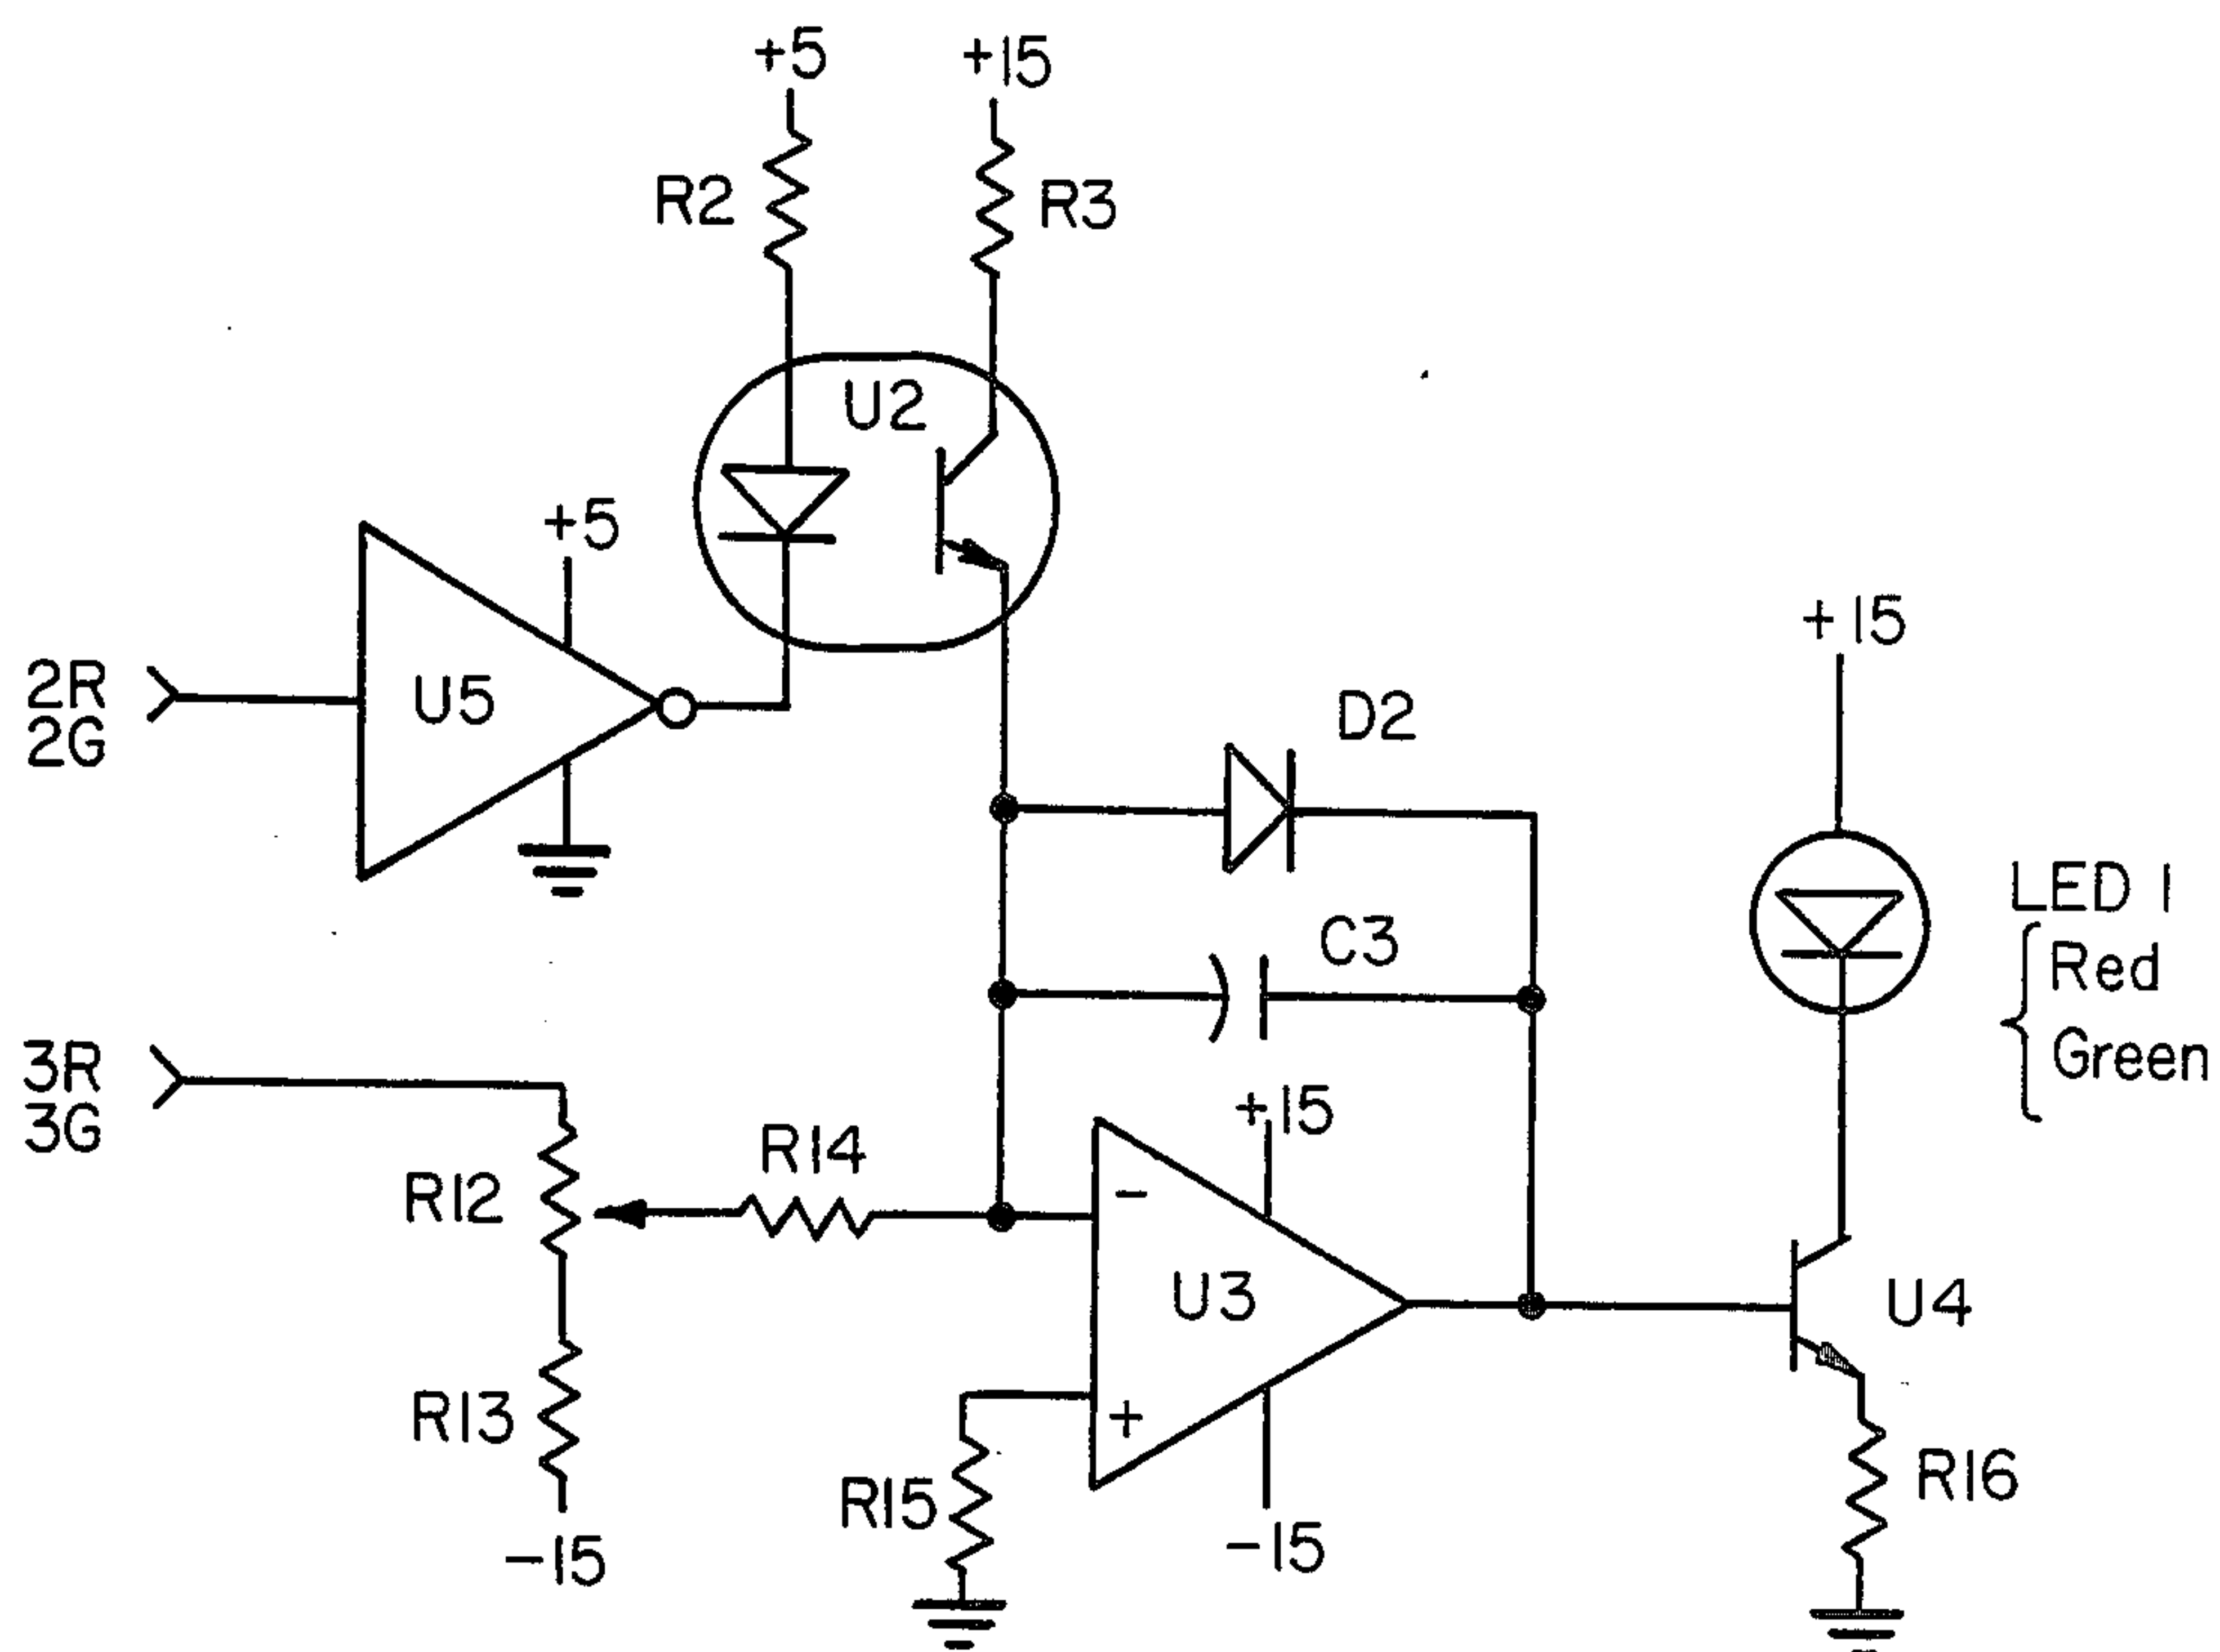 +5
+15
R2
R3
U2
+5
+15
2R
2G
U5
D2
LED 1
Red
Green
C3
3R
3G
+15
R14
R12
-
U3
U4
R13
+
R15
R16
-15
-15